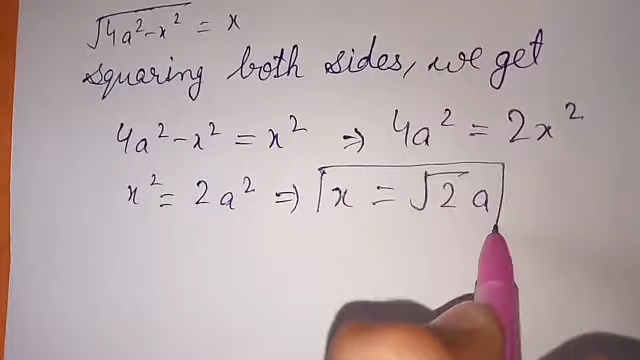 √4a²-x² = x
squaring both sides, we get
4a²-x² = x² ⇒ 4a² = 2x²
x² = 2a² ⇒ x = √2 a